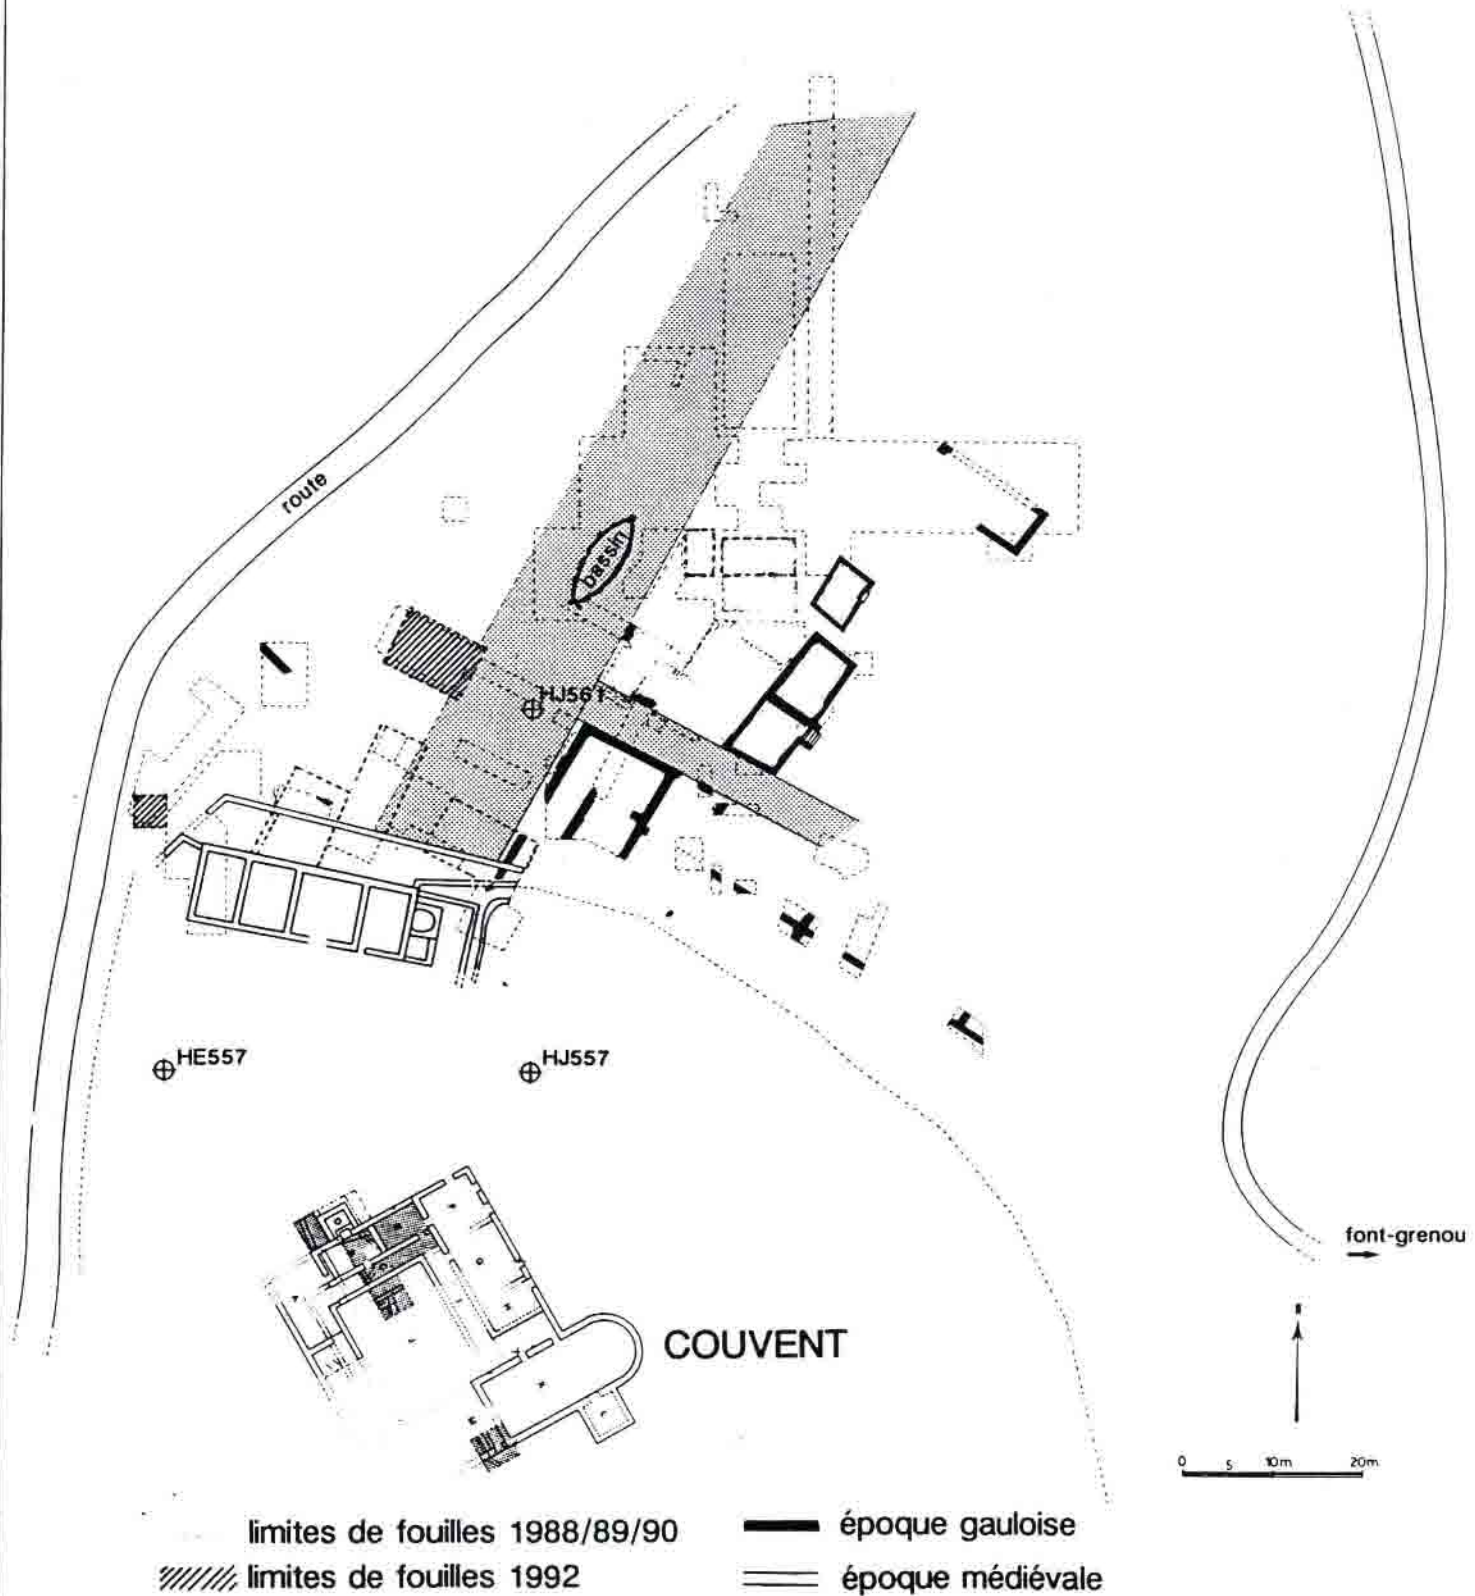 route
bassin
HJ561
HE557
HJ557
font-grenou
COUVENT
0 5 10m 20m
limites de fouilles 1988/89/90
époque gauloise
limites de fouilles 1992
époque médiévale